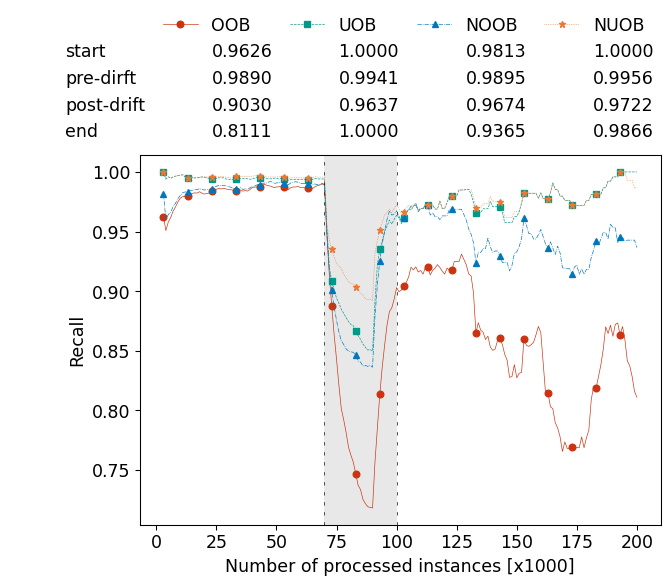 OOB UOB NOOB NUOB
start 0.9626 1.0000 0.9813 1.0000
pre-dirft 0.9890 0.9941 0.9895 0.9956
post-drift 0.9030 0.9637 0.9674 0.9722
end 0.8111 1.0000 0.9365 0.9866
1.00
0.95
0.90
0.85
0.80
0.75
Recall
0 25 50 75 100 125 150 175 200
Number of processed instances [x1000]